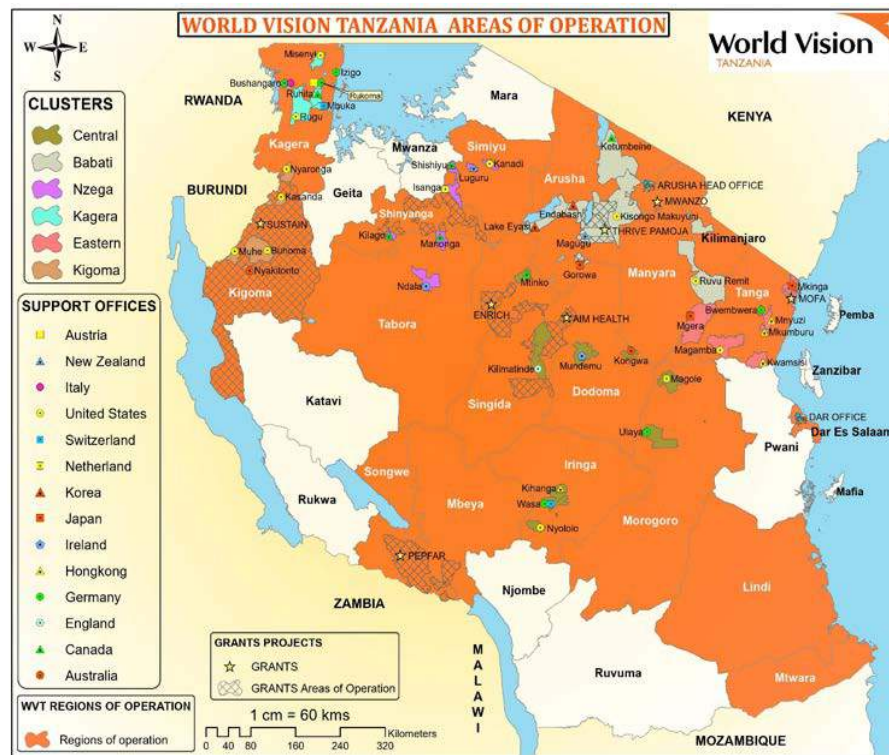 WORLD VISION TANZANIA AREAS OF OPERATION
World Vision
TANZANIA
N
W E
S
CLUSTERS
Central
Babati
Nzega
Kagera
Eastern
Kigoma
SUPPORT OFFICES
Austria
New Zealand
Italy
United States
Switzerland
Netherland
Korea
Japan
Ireland
Hongkong
Germany
England
Canada
Australia
WVT REGIONS OF OPERATION
Regions of operation
GRANTS PROJECTS
GRANTS
GRANTS Areas of Operation
1 cm = 60 kms
Kilometers
0 40 80 160 240 320
RWANDA
BURUNDI
KENYA
ZAMBIA
MALAWI
MOZAMBIQUE
Misenyi
Izigo
Bushangaro
Rukoma
Ruhita
Mbuka
Rugu
Kagera
Nyaronga
Kasanda
SUSTAIN
Muhe
Buhoma
Nyakitonto
Kigoma
Mara
Mwanza
Geita
Simiyu
Shishiyu
Kanadi
Luguru
Isanga
Shinyanga
Kilago
Manonga
Ndala
Tabora
Arusha
Ketumbeine
ARUSHA HEAD OFFICE
MWANZO
Endabash
Kisongo Makuyuni
Lake Eyasi
THRIVE PAMOJA
Magugu
Kilimanjaro
Gorowa
Manyara
Mtinko
Ruvu Remit
Tanga
Mkinga
MOFA
Bwembwera
Mnyuzi
Mkumburu
Mgera
Magamba
Kwamsisi
Pemba
Zanzibar
ENRICH
AIM HEALTH
Kilimatinde
Mundemu
Kongwa
Magole
Singida
Dodoma
Katavi
DAR OFFICE
Dar Es Salaam
Pwani
Mafia
Ulaya
Rukwa
Songwe
Mbeya
Iringa
Kihanga
Wasa
Nyololo
Morogoro
PEPFAR
Njombe
Lindi
Ruvuma
Mtwara